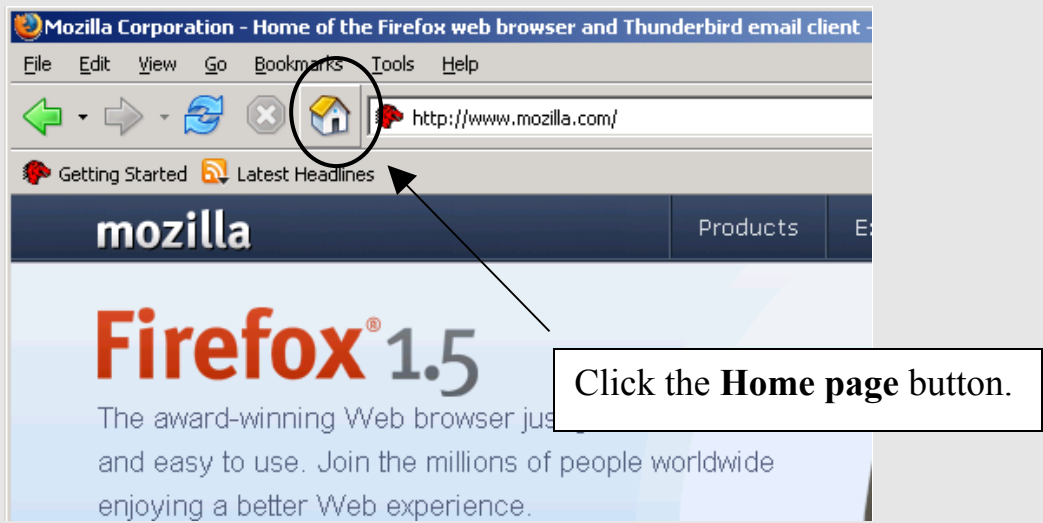 Mozilla Corporation - Home of the Firefox web browser and Thunderbird email client -
File Edit View Go Bookmarks Tools Help
http://www.mozilla.com/
Getting Started Latest Headlines
mozilla Products
Firefox® 1.5
Click the Home page button.
The award-winning Web browser
and easy to use. Join the millions of people worldwide
enjoying a better Web experience.